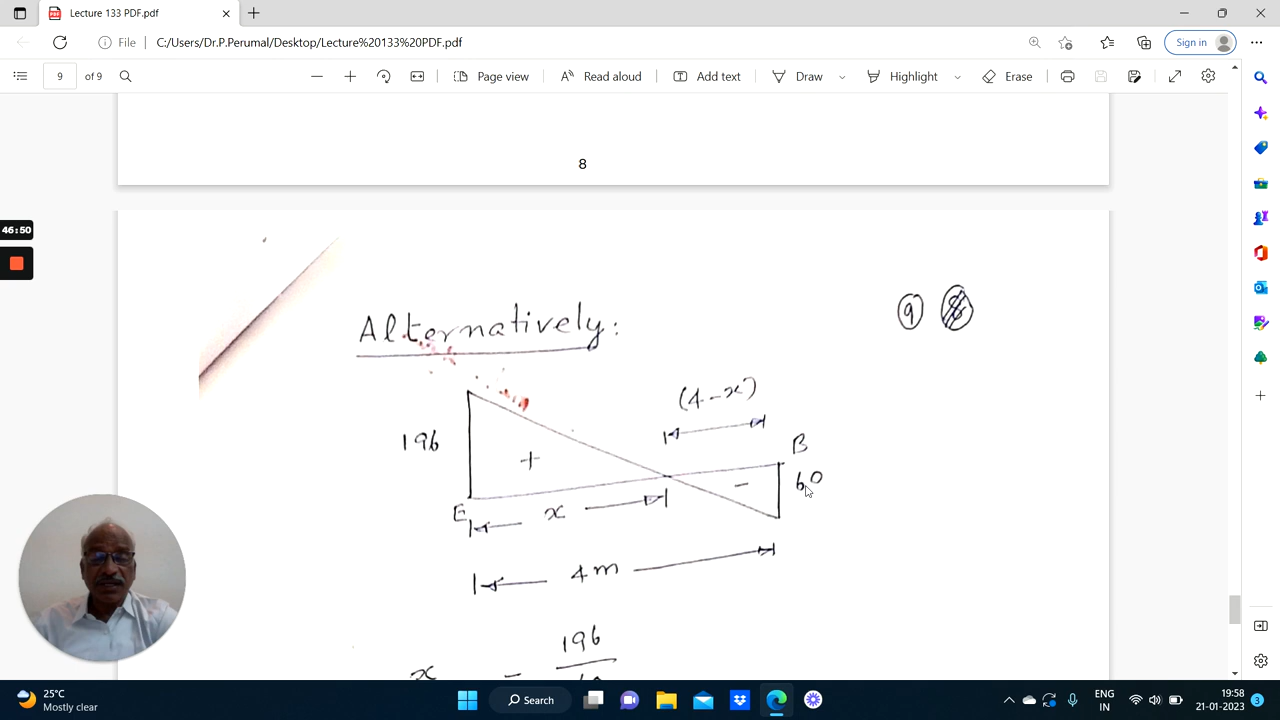 Lecture 133 PDF.pdf
File
C:/Users/Dr.P.Perumal/Desktop/Lecture%20133%20PDF.pdf
Sign in
9 of 9
Page view
Read aloud
Add text
Draw
Highlight
Erase
8
46:50
Alternatively:
9
(4-x)
196
+
B
-
60
E
x
4m
196
x
25°C
Mostly clear
Search
ENG
IN
19:58
21-01-2023
3